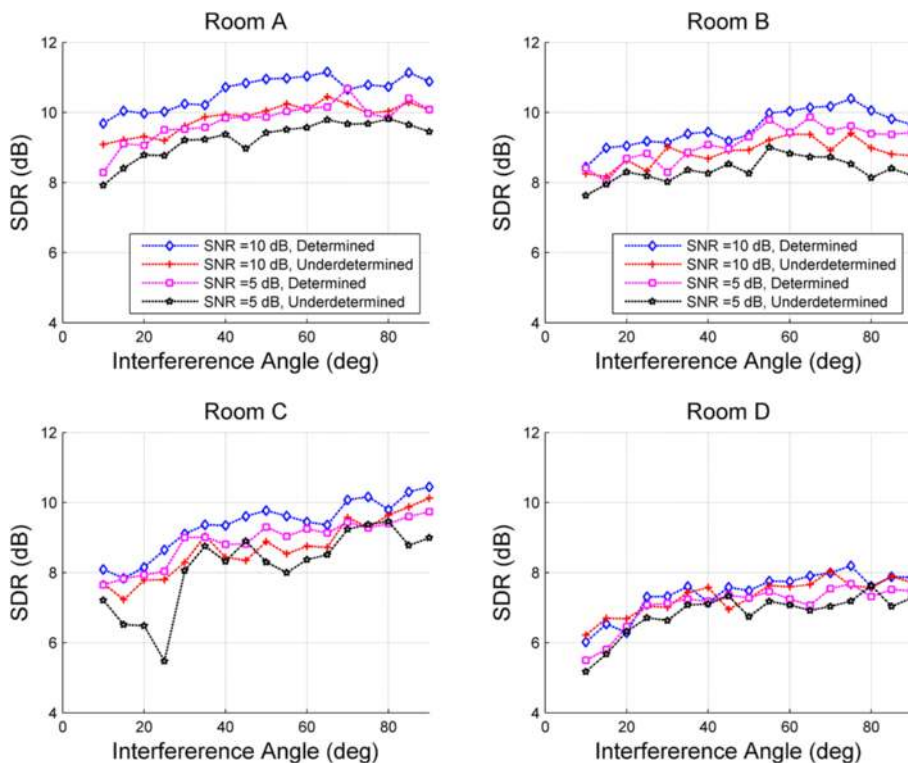 Room A
12
10
8
6
4
SDR (dB)
0
20
40
60
80
Interfererence Angle (deg)
SNR =10 dB, Determined
SNR =10 dB, Underdetermined
SNR =5 dB, Determined
SNR =5 dB, Underdetermined
Room B
12
10
8
6
4
SDR (dB)
0
20
40
60
80
Interfererence Angle (deg)
SNR =10 dB, Determined
SNR =10 dB, Underdetermined
SNR =5 dB, Determined
SNR =5 dB, Underdetermined
Room C
12
10
8
6
4
SDR (dB)
0
20
40
60
80
Interfererence Angle (deg)
Room D
12
10
8
6
4
SDR (dB)
0
20
40
60
80
Interfererence Angle (deg)